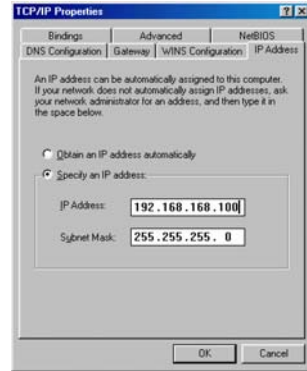 TCP/IP Properties
Bindings Advanced NetBIOS
DNS Configuration Gateway WINS Configuration IP Address
An IP address can be automatically assigned to this computer.
If your network does not automatically assign IP addresses, ask
your network administrator for an address, and then type it in
the space below.
Obtain an IP address automatically
Specify an IP address:
IP Address: 192.168.168.100
Subnet Mask: 255.255.255. 0
OK Cancel